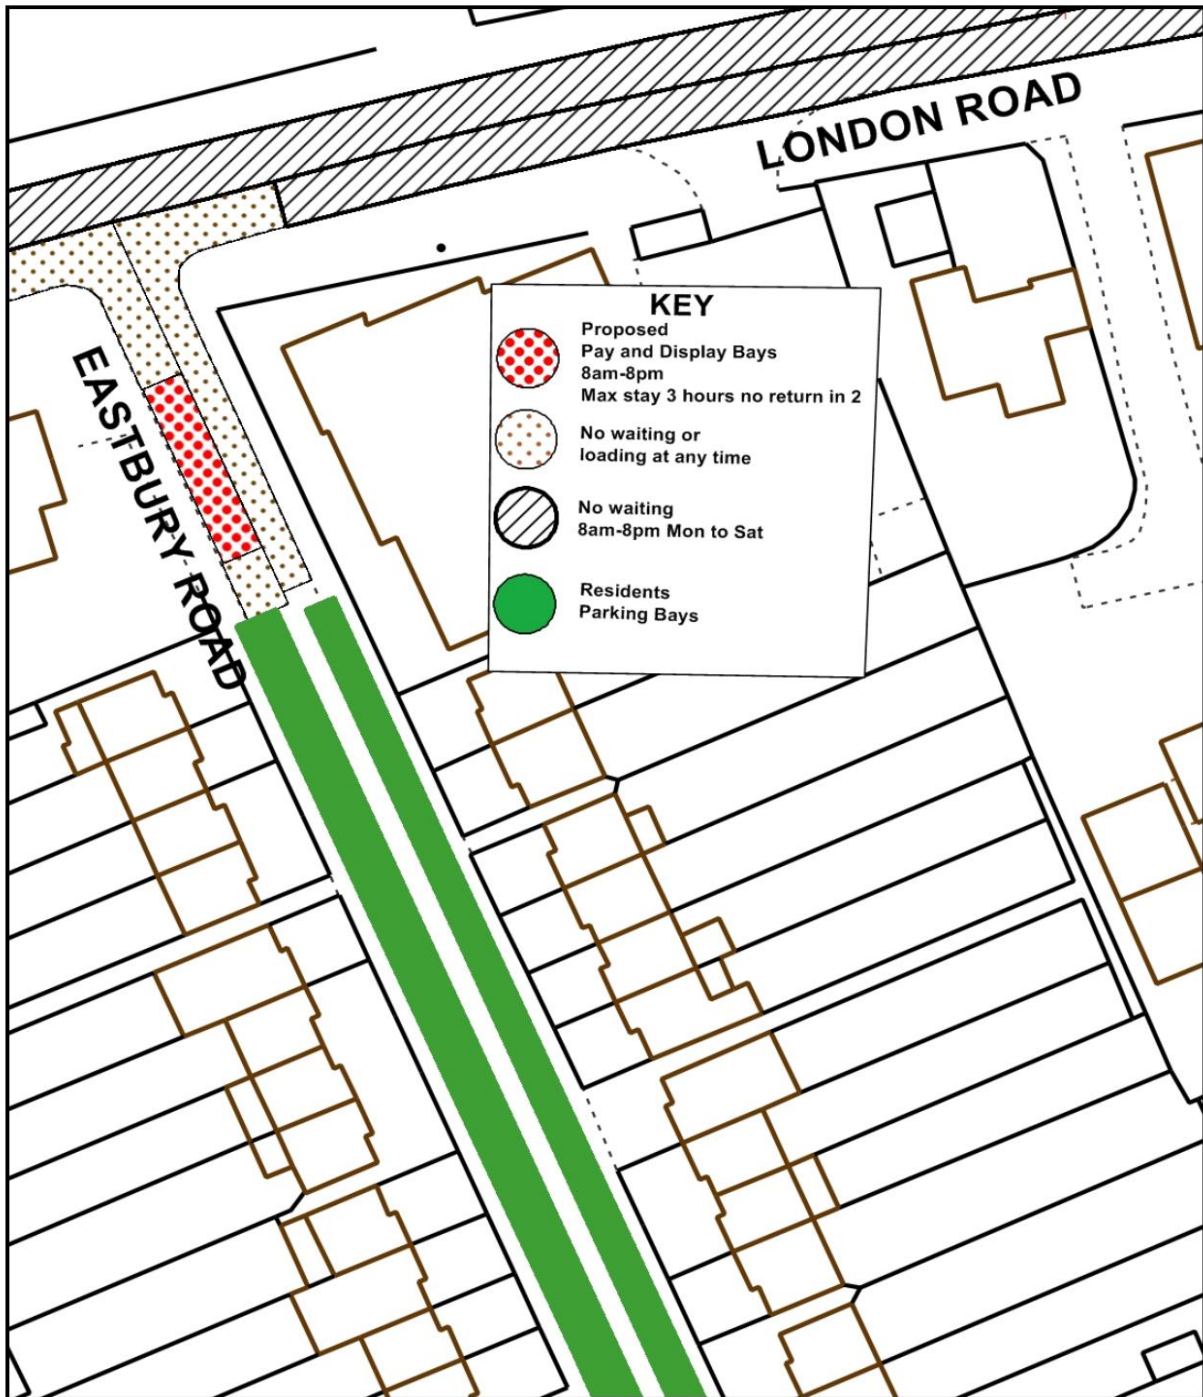 LONDON ROAD
EASTBURY ROAD
KEY
Proposed
Pay and Display Bays
8am-8pm
Max stay 3 hours no return in 2
No waiting or
loading at any time
No waiting
8am-8pm Mon to Sat
Residents
Parking Bays